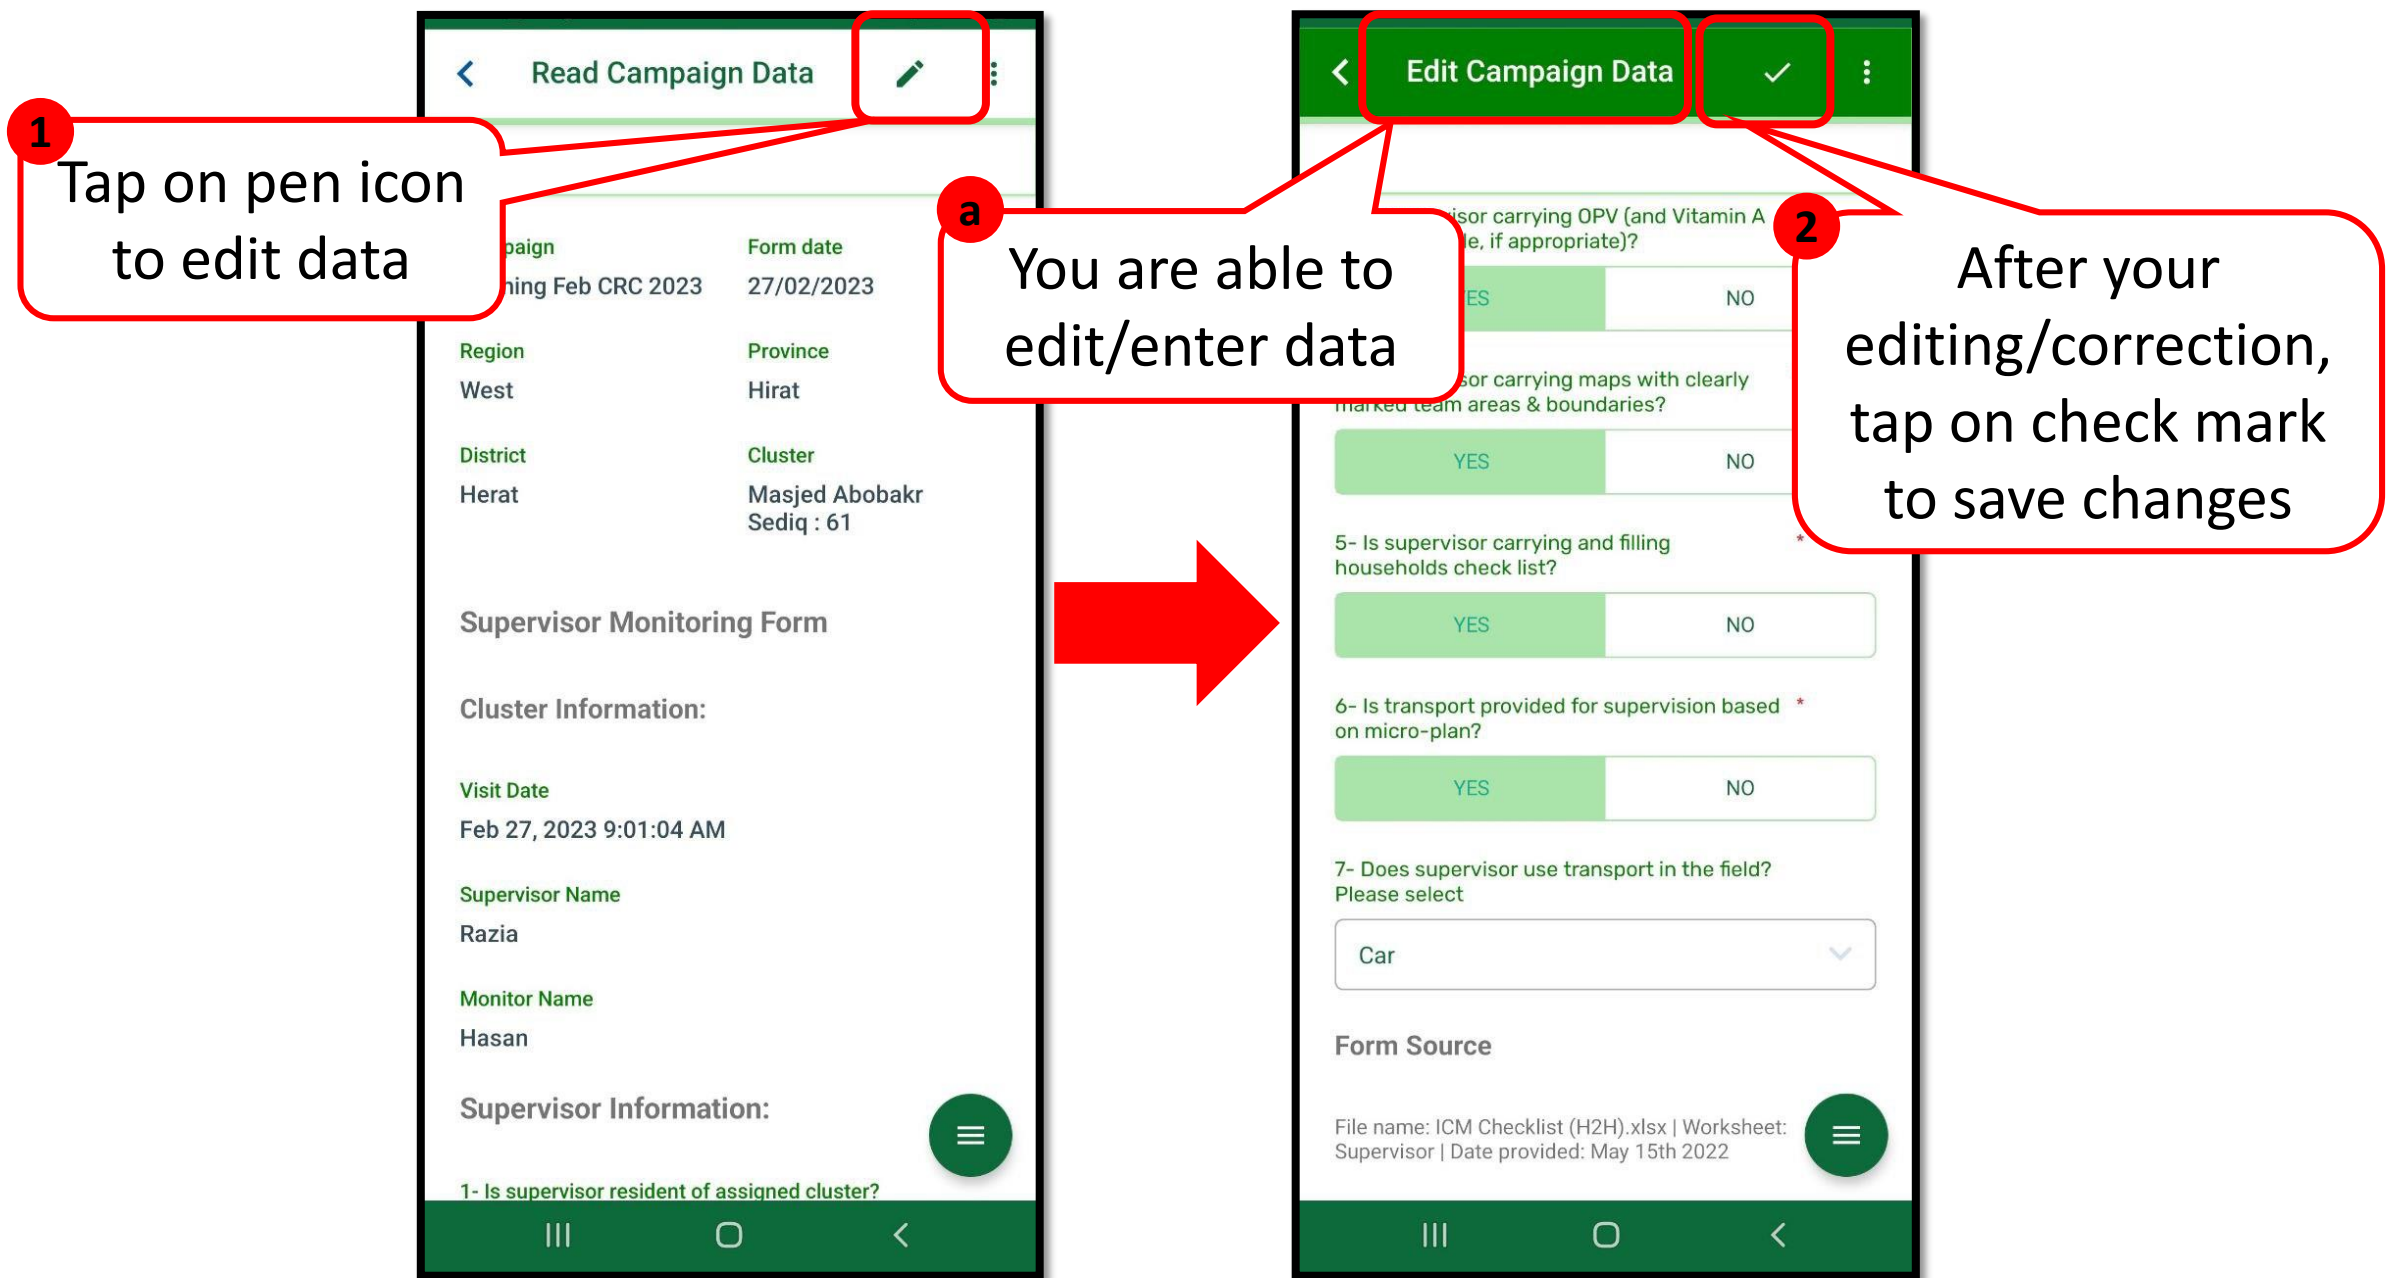 1
Tap on pen icon
to edit data
Read Campaign Data
Form date
ning Feb CRC 2023
27/02/2023
Region
Province
West
Hirat
District
Cluster
Herat
Masjed Abobakr
Sediq : 61
Supervisor Monitoring Form
Cluster Information:
Visit Date
Feb 27, 2023 9:01:04 AM
Supervisor Name
Razia
Monitor Name
Hasan
Supervisor Information:
1- Is supervisor resident of assigned cluster?
a
You are able to
edit/enter data
Edit Campaign Data
2
After your
editing/correction,
tap on check mark
to save changes
carrying OPV (and Vitamin A
if appropriate)?
NO
carrying maps with clearly
marked team areas & boundaries?
YES
NO
5- Is supervisor carrying and filling *
households check list?
YES
NO
6- Is transport provided for supervision based *
on micro-plan?
YES
NO
7- Does supervisor use transport in the field?
Please select
Car
Form Source
File name: ICM Checklist (H2H).xlsx | Worksheet:
Supervisor | Date provided: May 15th 2022